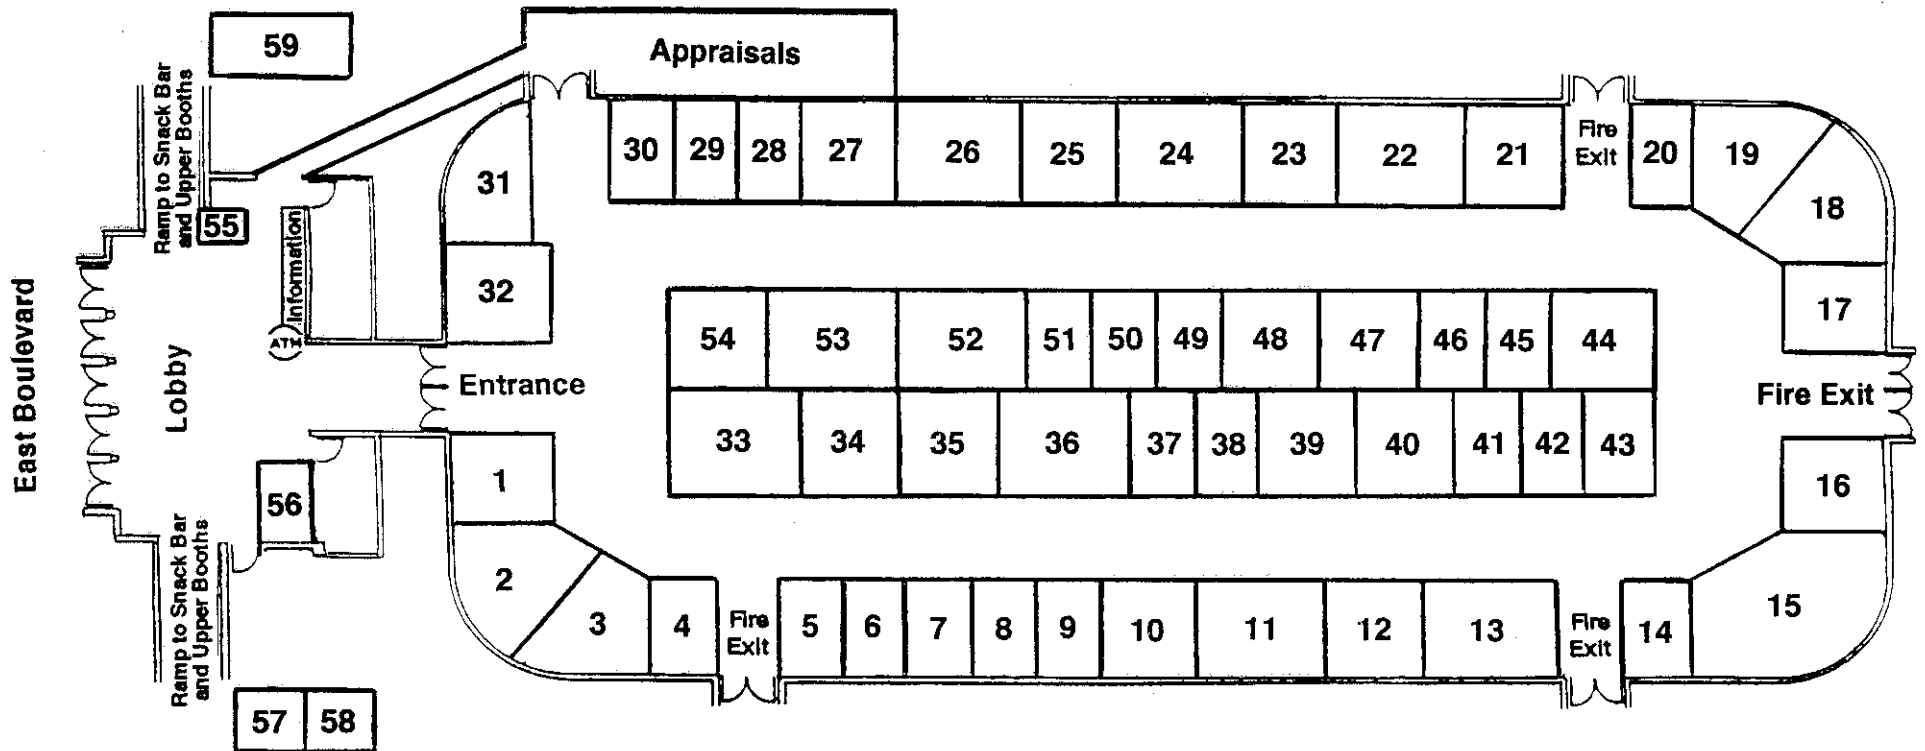 59
Appraisals
Ramp to Snack Bar
and Upper Booths
30 29 28 27 26 25 24 23 22 21
Fire
Exit
20 19
31
18
55
Information
32
17
ATM
54 53 52 51 50 49 48 47 46 45 44
East Boulevard
Lobby
Entrance
Fire Exit
33 34 35 36 37 38 39 40 41 42 43
1
16
56
Ramp to Snack Bar
and Upper Booths
2
3
4
Fire
Exit
5 6 7 8 9 10 11 12 13
Fire
Exit
14
15
57 58